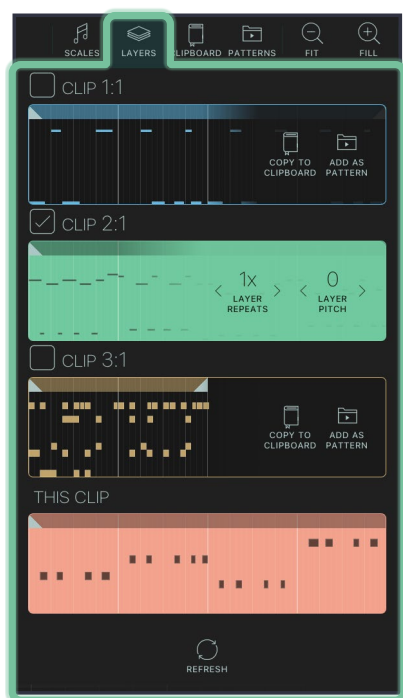 SCALES LAYERS CLIPBOARD PATTERNS FIT FILL
CLIP 1:1
COPY TO ADD AS
CLIPBOARD PATTERN
CLIP 2:1
1x 0
LAYER LAYER
REPEATS PITCH
CLIP 3:1
COPY TO ADD AS
CLIPBOARD PATTERN
THIS CLIP
REFRESH